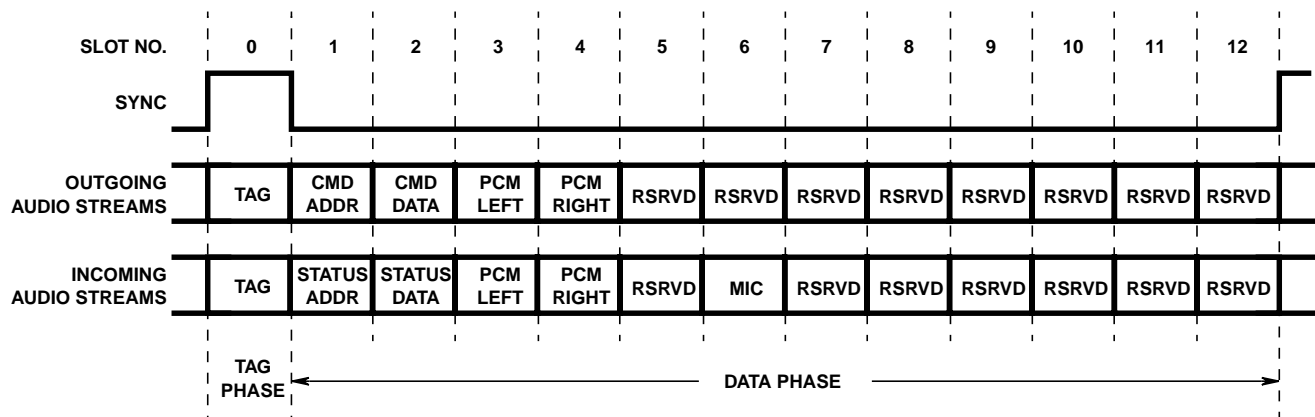 SLOT NO. 0 1 2 3 4 5 6 7 8 9 10 11 12
SYNC
OUTGOING
AUDIO STREAMS
TAG
CMD
ADDR
CMD
DATA
PCM
LEFT
PCM
RIGHT
RSRVD RSRVD RSRVD RSRVD RSRVD RSRVD RSRVD RSRVD
INCOMING
AUDIO STREAMS
TAG
STATUS
ADDR
STATUS
DATA
PCM
LEFT
PCM
RIGHT
RSRVD MIC RSRVD RSRVD RSRVD RSRVD RSRVD RSRVD
TAG
PHASE
DATA PHASE